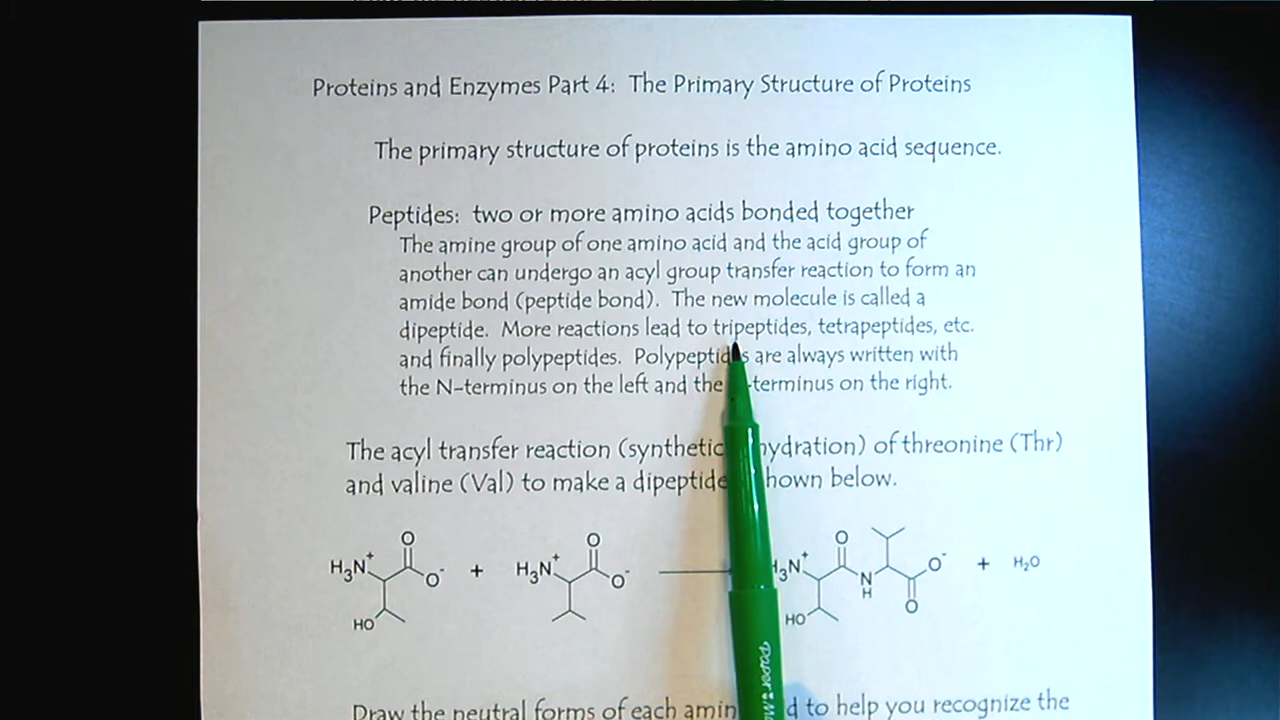 Proteins and Enzymes Part 4: The Primary Structure of Proteins
The primary structure of proteins is the amino acid sequence.
Peptides: two or more amino acids bonded together
The amine group of one amino acid and the acid group of
another can undergo an acyl group transfer reaction to form an
amide bond (peptide bond). The new molecule is called a
dipeptide. More reactions lead to tripeptides, tetrapeptides, etc.
and finally polypeptides. Polypeptides are always written with
the N-terminus on the left and the -terminus on the right.
The acyl transfer reaction (synthetic hydration) of threonine (Thr)
and valine (Val) to make a dipeptide hown below.
H3N+ O O- HO + H3N+ O O- H3N+ O N H O- O HO + H2O
Draw the neutral forms of each amin d to help you recognize the
Paper